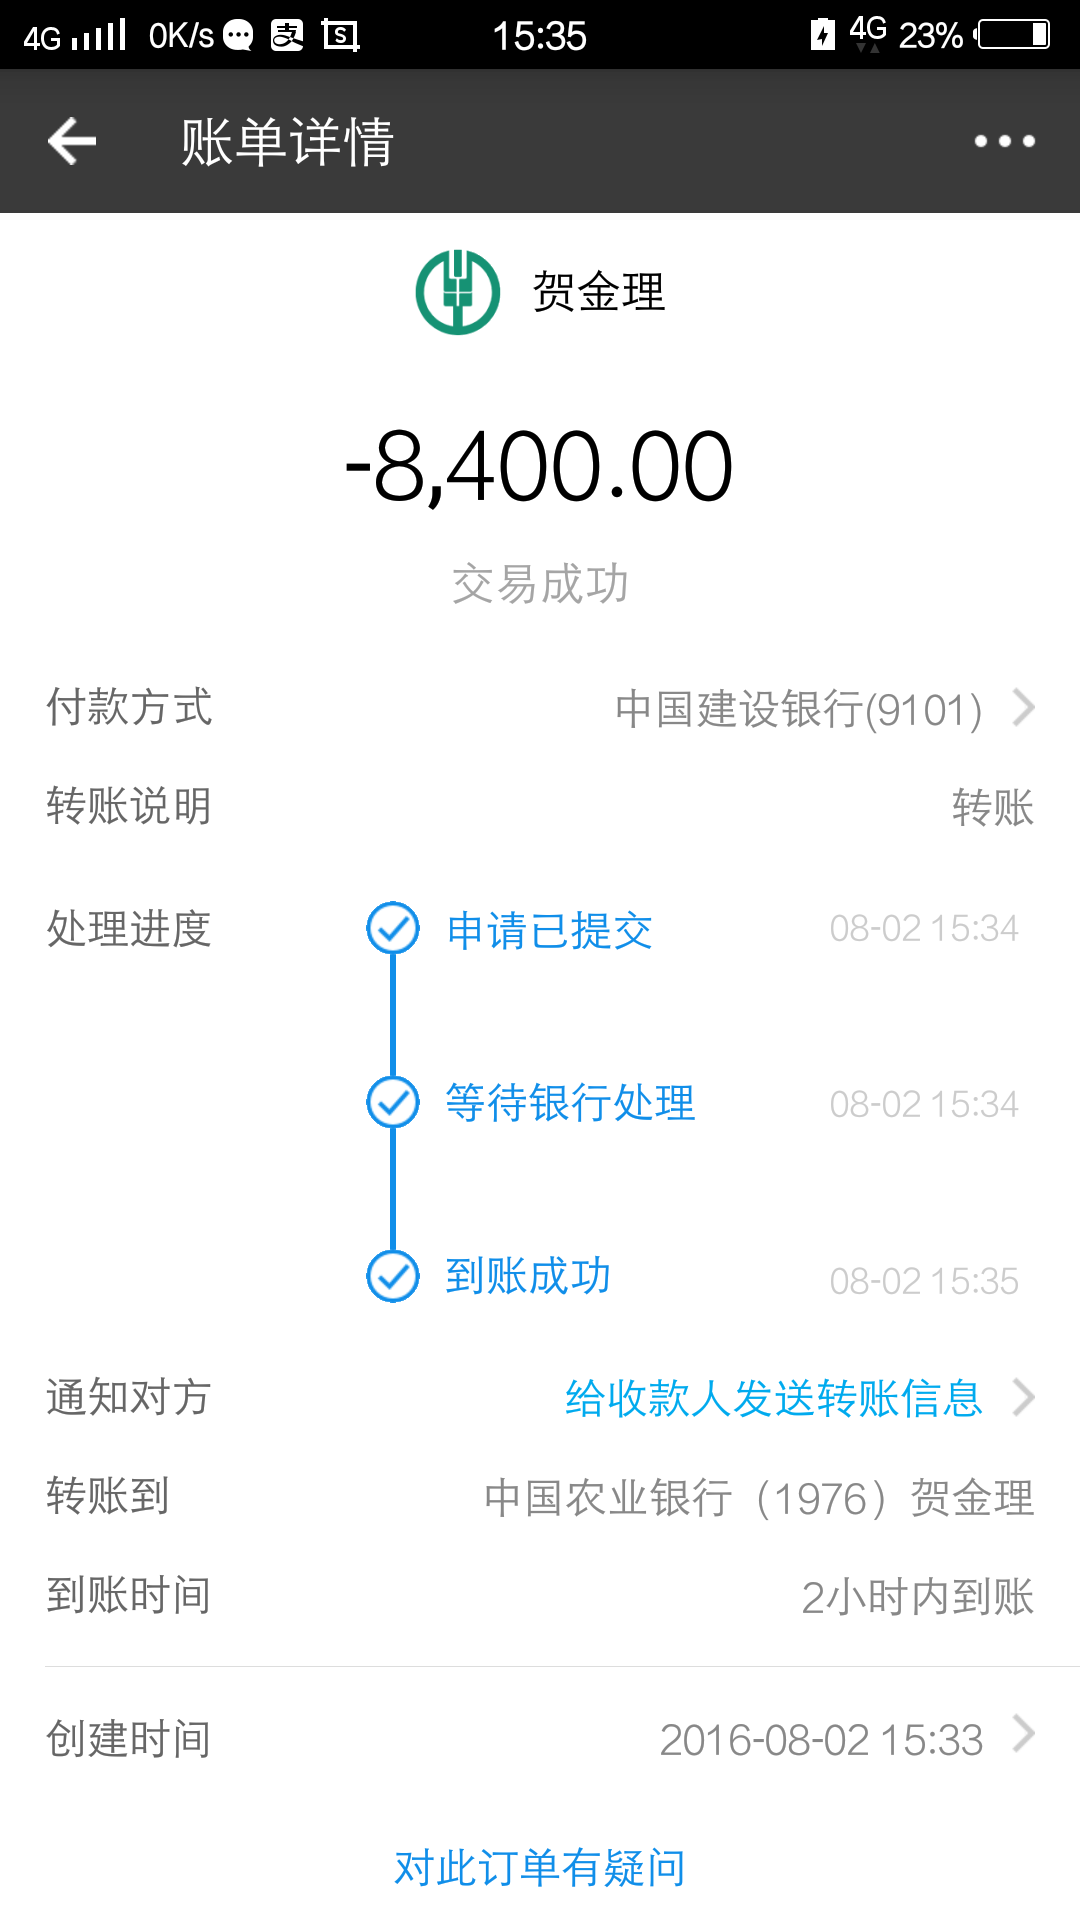 4G 0K/s 支 S 15:35 4G 23%
账单详情
贺金理
-8,400.00
交易成功
付款方式 中国建设银行(9101)
转账说明 转账
处理进度 申请已提交 08-02 15:34
等待银行处理 08-02 15:34
到账成功 08-02 15:35
通知对方 给收款人发送转账信息
转账到 中国农业银行（1976）贺金理
到账时间 2小时内到账
创建时间 2016-08-02 15:33
对此订单有疑问